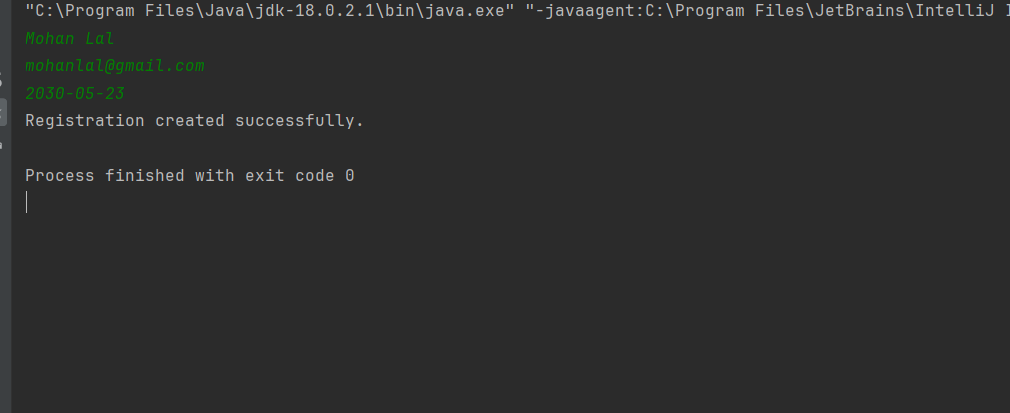 "C:\Program Files\Java\jdk-18.0.2.1\bin\java.exe" "-javaagent:C:\Program Files\JetBrains\IntelliJ
Mohan Lal
mohanlal@gmail.com
2030-05-23
Registration created successfully.
Process finished with exit code 0